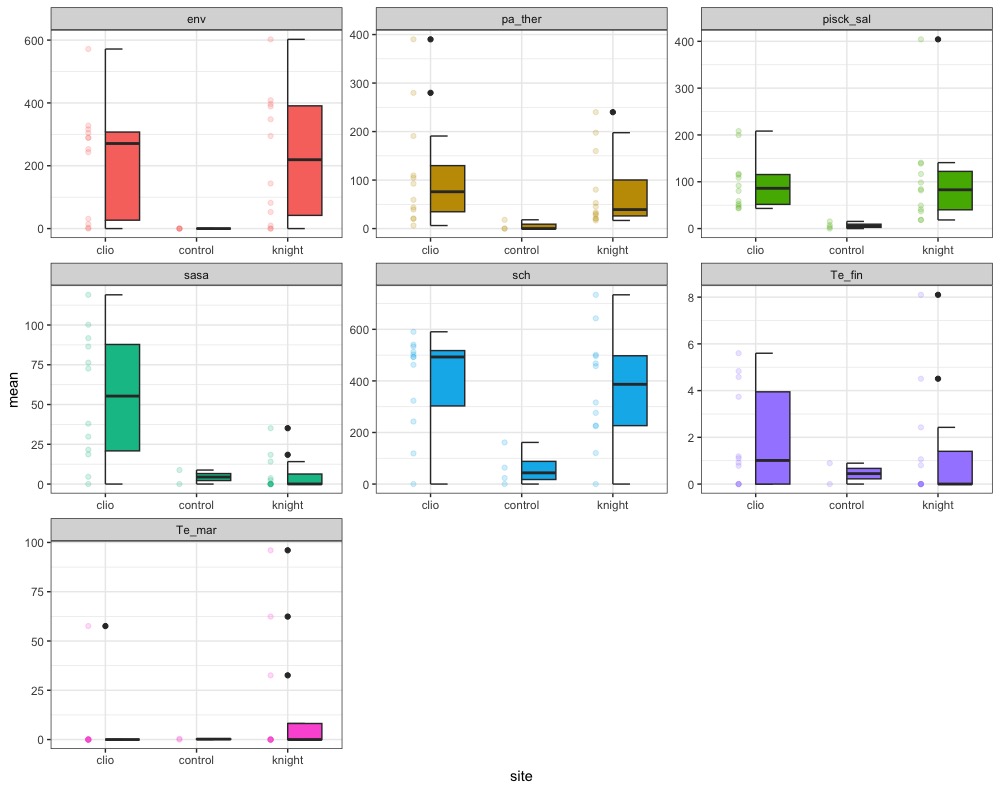 env
pa_ther
pisck_sal
600
400
200
0
400
300
200
100
0
400
300
200
100
0
clio control knight
clio control knight
clio control knight
sasa
sch
Te_fin
100
75
50
25
0
600
400
200
0
8
6
4
2
0
clio control knight
clio control knight
clio control knight
Te_mar
100
75
50
25
0
clio control knight
mean
site